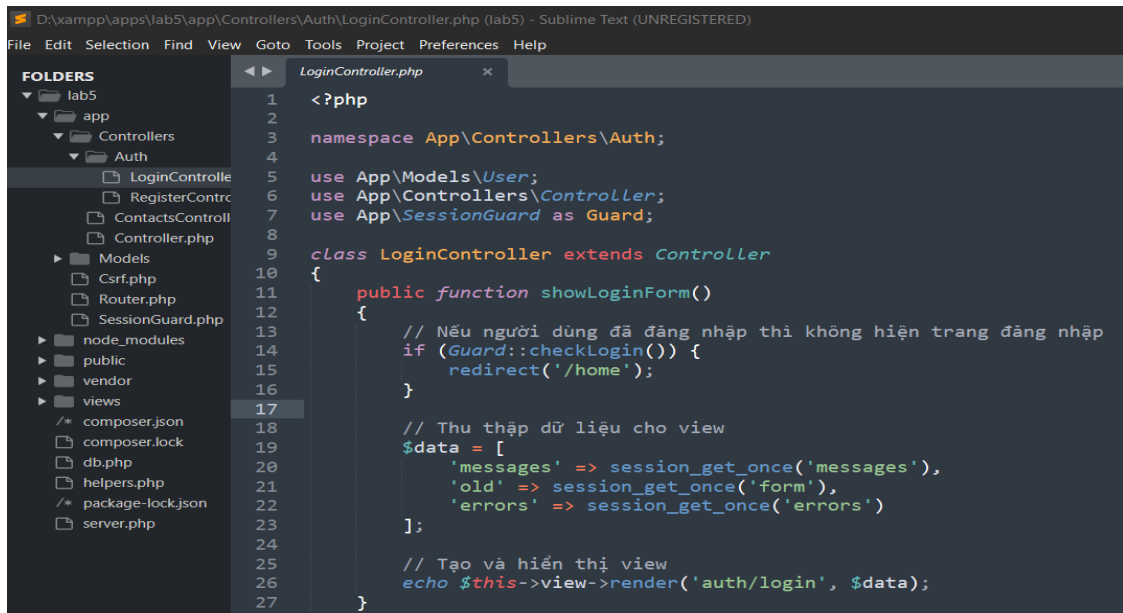 D:\xampp\apps\lab5\app\Controllers\Auth\LoginController.php (lab5) - Sublime Text (UNREGISTERED)
File Edit Selection Find View Goto Tools Project Preferences Help
FOLDERS
lab5
app
Controllers
Auth
LoginControlle
RegisterContrc
ContactsControll
Controller.php
Models
Csrf.php
Router.php
SessionGuard.php
node_modules
public
vendor
views
/* composer.json
composer.lock
db.php
helpers.php
/* package-lock.json
server.php
LoginController.php ×
1 <?php
2
3 namespace App\Controllers\Auth;
4
5 use App\Models\User;
6 use App\Controllers\Controller;
7 use App\SessionGuard as Guard;
8
9 class LoginController extends Controller
10 {
11 public function showLoginForm()
12 {
13 // Nếu người dùng đã đăng nhập thì không hiện trang đăng nhập
14 if (Guard::checkLogin()) {
15 redirect('/home');
16 }
17
18 // Thu thập dữ liệu cho view
19 $data = [
20 'messages' => session_get_once('messages'),
21 'old' => session_get_once('form'),
22 'errors' => session_get_once('errors')
23 ];
24
25 // Tạo và hiển thị view
26 echo $this->view->render('auth/login', $data);
27 }